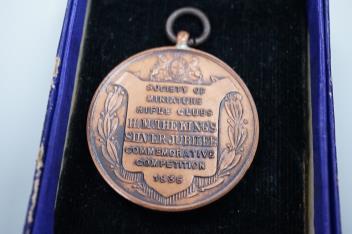 SOCIETY OF
MINIATURE
RIFLE CLUBS
H.M. THE KING'S
SILVER JUBILEE
COMMEMORATIVE
COMPETITION
1935